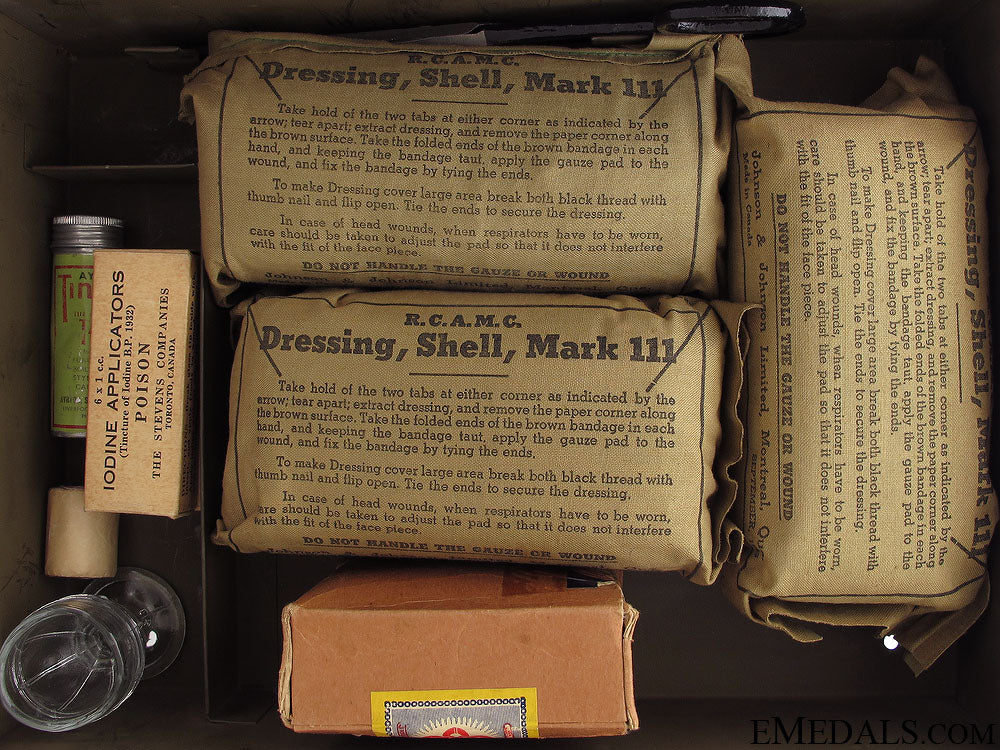 R.C.A.M.C.
Dressing, Shell, Mark 111
Take hold of the two tabs at either corner as indicated by the
arrow; tear apart; extract dressing, and remove the paper corner along
the brown surface. Take the folded ends of the brown bandage in each
hand, and keeping the bandage taut, apply the gauze pad to the
wound, and fix the bandage by tying the ends.
To make Dressing cover large area break both black thread with
thumb nail and flip open. Tie the ends to secure the dressing.
In case of head wounds, when respirators have to be worn,
care should be taken to adjust the pad so that it does not interfere
with the fit of the face piece.
DO NOT HANDLE THE GAUZE OR WOUND
Johnson & Johnson Limited, Montreal, Que.
R.C.A.M.C.
Dressing, Shell, Mark 111
Take hold of the two tabs at either corner as indicated by the
arrow; tear apart; extract dressing, and remove the paper corner along
the brown surface. Take the folded ends of the brown bandage in each
hand, and keeping the bandage taut, apply the gauze pad to the
wound, and fix the bandage by tying the ends.
To make Dressing cover large area break both black thread with
thumb nail and flip open. Tie the ends to secure the dressing.
In case of head wounds, when respirators have to be worn,
care should be taken to adjust the pad so that it does not interfere
with the fit of the face piece.
DO NOT HANDLE THE GAUZE OR WOUND
Dressing, Shell, Mark 111
Take hold of the two tabs at either corner as indicated by the
arrow; tear apart; extract dressing, and remove the paper corner along
the brown surface. Take the folded ends of the brown bandage in each
hand, and keeping the bandage taut, apply the gauze pad to the
wound, and fix the bandage by tying the ends.
To make Dressing cover large area break both black thread with
thumb nail and flip open. Tie the ends to secure the dressing.
In case of head wounds, when respirators have to be worn,
care should be taken to adjust the pad so that it does not interfere
with the fit of the face piece.
DO NOT HANDLE THE GAUZE OR WOUND
Johnson & Johnson Limited, Montreal, Que
Made in Canada
6 x 1 c.c.
IODINE APPLICATORS
(Tincture of Iodine B.P. 1932)
POISON
THE STEVENS COMPANIES
TORONTO, CANADA
Tin
EMEDALS.COM